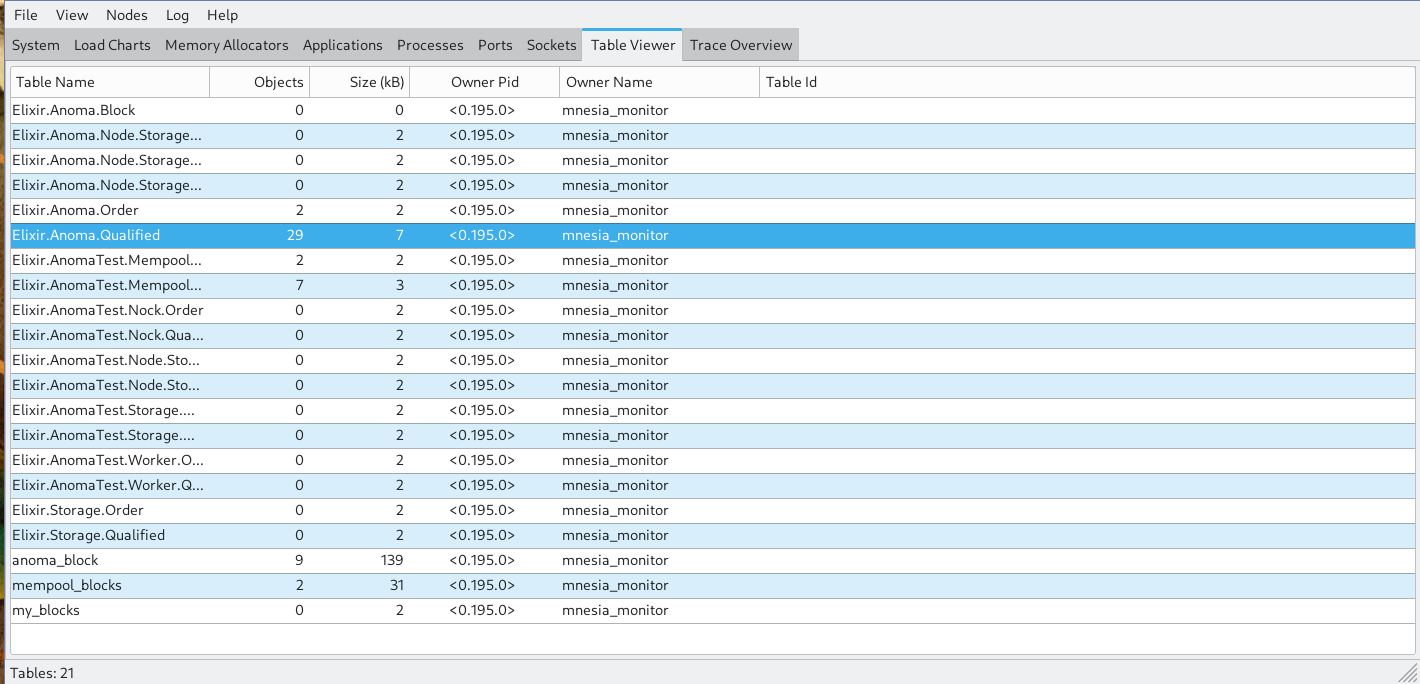 File View Nodes Log Help
System Load Charts Memory Allocators Applications Processes Ports Sockets Table Viewer Trace Overview
Table Name Objects Size (kB) Owner Pid Owner Name Table Id
Elixir.Anoma.Block 0 0 <0.195.0> mnesia_monitor
Elixir.Anoma.Node.Storage... 0 2 <0.195.0> mnesia_monitor
Elixir.Anoma.Node.Storage... 0 2 <0.195.0> mnesia_monitor
Elixir.Anoma.Node.Storage... 0 2 <0.195.0> mnesia_monitor
Elixir.Anoma.Order 2 2 <0.195.0> mnesia_monitor
Elixir.Anoma.Qualified 29 7 <0.195.0> mnesia_monitor
Elixir.AnomaTest.Mempool... 2 2 <0.195.0> mnesia_monitor
Elixir.AnomaTest.Mempool... 7 3 <0.195.0> mnesia_monitor
Elixir.AnomaTest.Nock.Order 0 2 <0.195.0> mnesia_monitor
Elixir.AnomaTest.Nock.Qua... 0 2 <0.195.0> mnesia_monitor
Elixir.AnomaTest.Node.Sto... 0 2 <0.195.0> mnesia_monitor
Elixir.AnomaTest.Node.Sto... 0 2 <0.195.0> mnesia_monitor
Elixir.AnomaTest.Storage.... 0 2 <0.195.0> mnesia_monitor
Elixir.AnomaTest.Storage.... 0 2 <0.195.0> mnesia_monitor
Elixir.AnomaTest.Worker.O... 0 2 <0.195.0> mnesia_monitor
Elixir.AnomaTest.Worker.Q... 0 2 <0.195.0> mnesia_monitor
Elixir.Storage.Order 0 2 <0.195.0> mnesia_monitor
Elixir.Storage.Qualified 0 2 <0.195.0> mnesia_monitor
anoma_block 9 139 <0.195.0> mnesia_monitor
mempool_blocks 2 31 <0.195.0> mnesia_monitor
my_blocks 0 2 <0.195.0> mnesia_monitor
Tables: 21